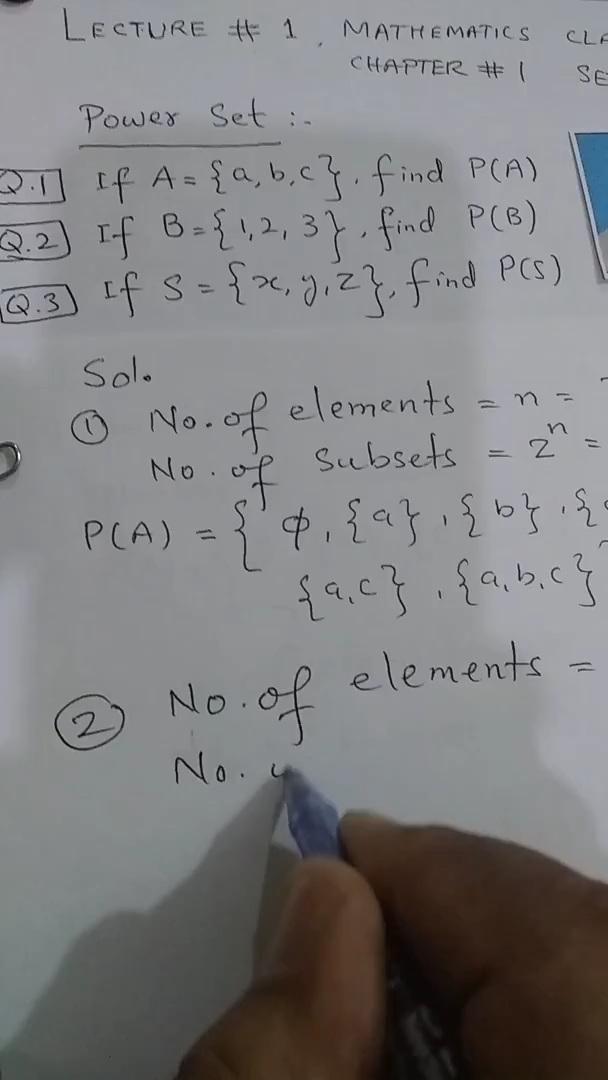 LECTURE # 1, MATHEMATICS
CHAPTER # 1
Power Set :-
Q.1 If A = {a, b, c}, find P(A)
Q.2 If B = {1, 2, 3}, find P(B)
Q.3 If S = {x, y, z}, find P(S)
Sol.
① No. of elements = n =
No. of subsets = 2ⁿ =
P(A) = { φ, {a}, {b}, {
{a, c}, {a, b, c}
② No. of elements =
No.